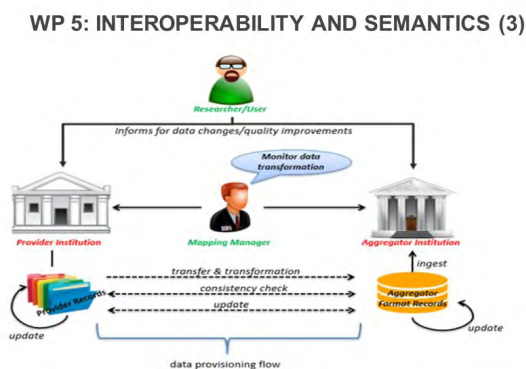 WP 5: INTEROPERABILITY AND SEMANTICS (3)
Researcher/User
Informs for data changes/quality improvements
Monitor data
transformation
Provider Institution
Mapping Manager
Aggregator Institution
ingest
transfer & transformation
Provider Records
consistency check
Aggregator
Format Records
update
update
update
data provisioning flow